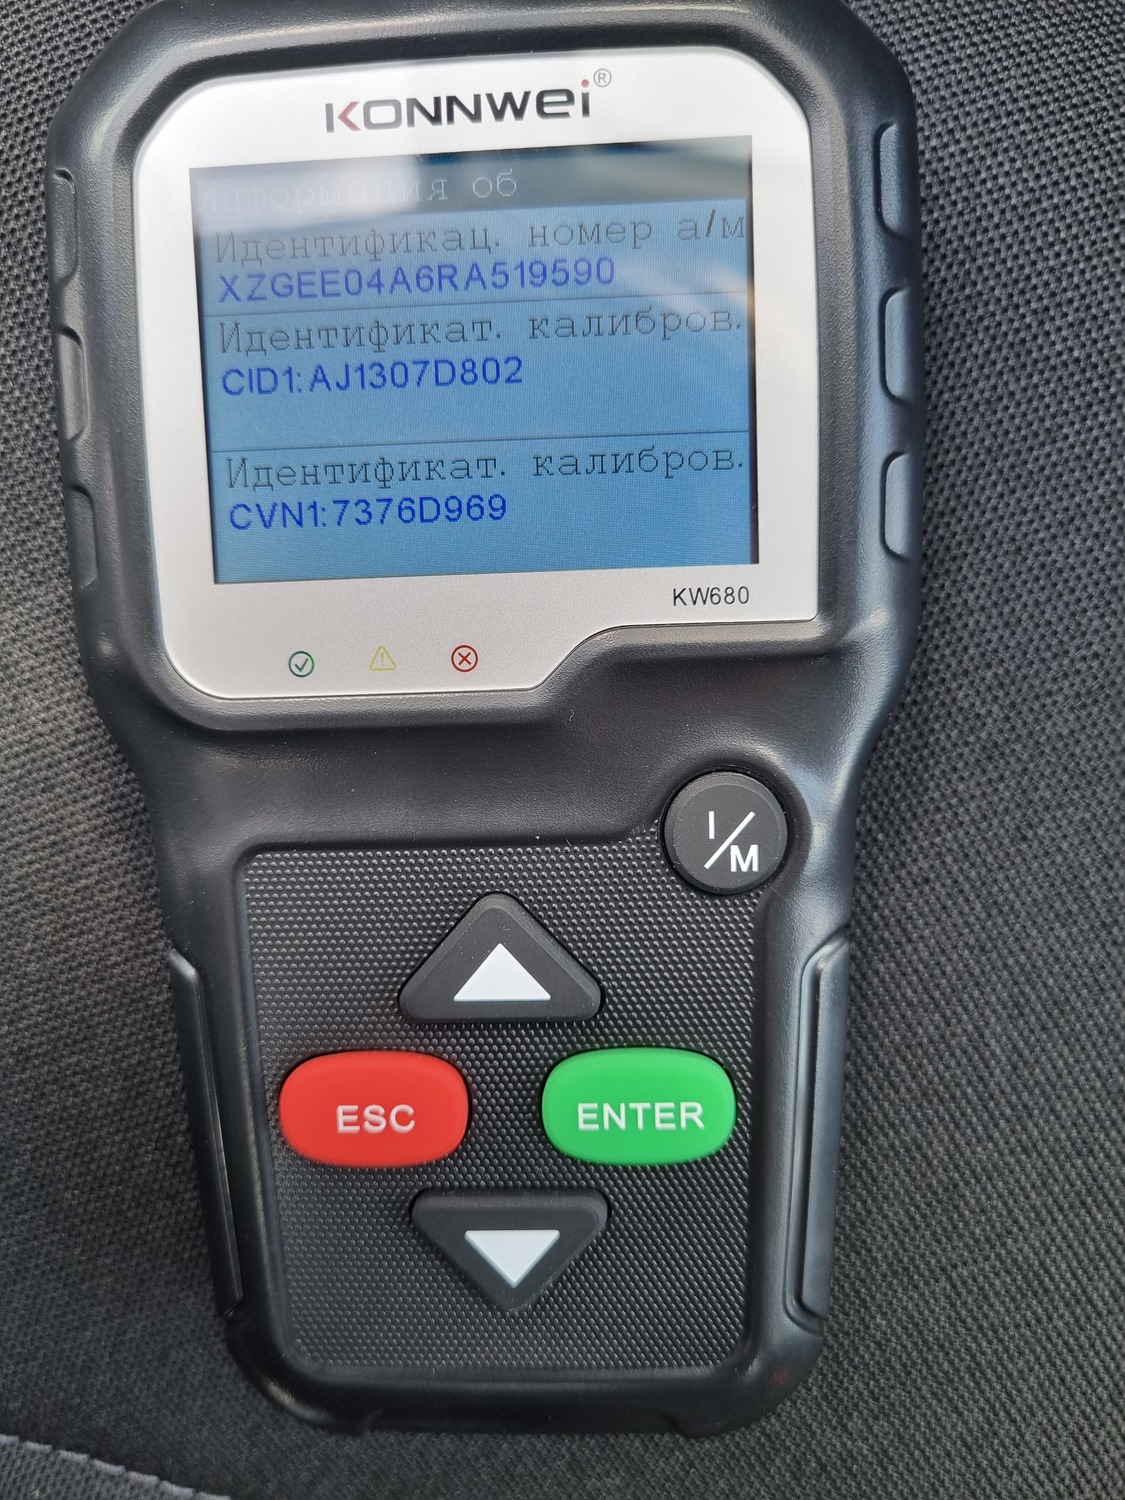 KONNWEI®
Информация об
Идентификац. номер а/м
XZGEE04A6RA519590
Идентификат. калибров.
CID1:AJ1307D802
Идентификат. калибров.
CVN1:7376D969
KW680
I/M
ESC
ENTER